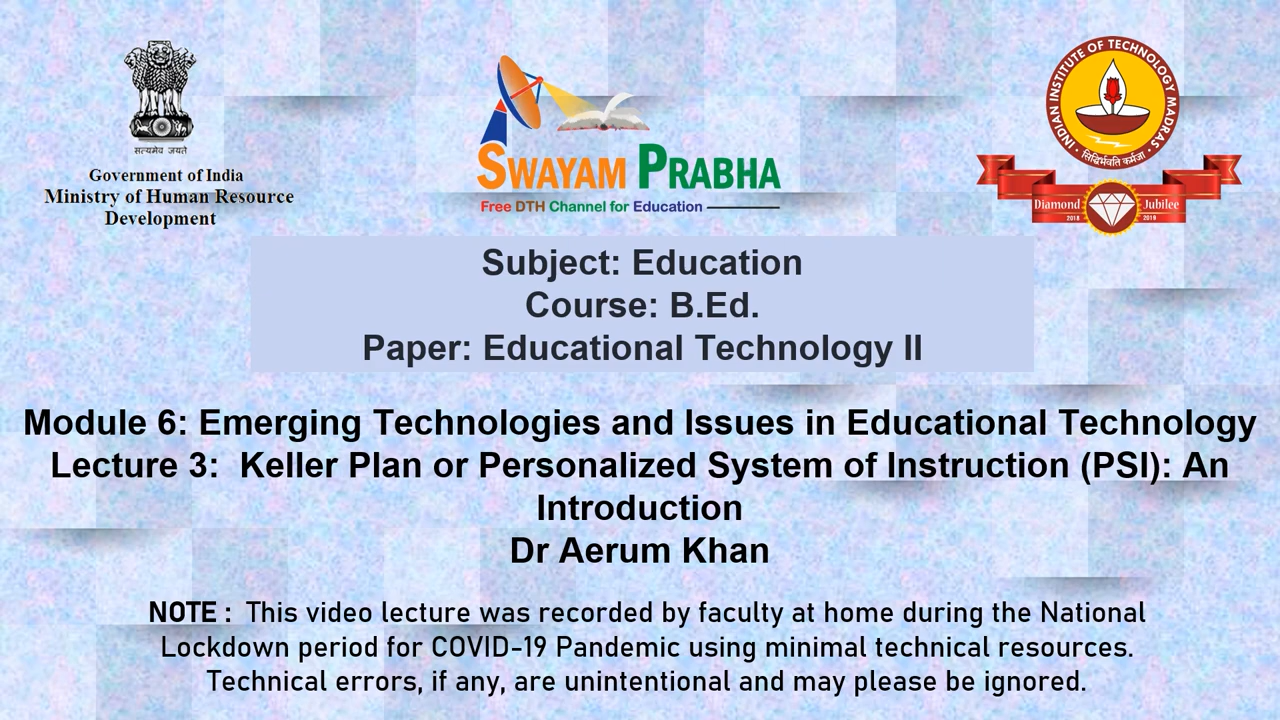 सत्यमेव जयते
Government of India
Ministry of Human Resource
Development
SWAYAM PRABHA
Free DTH Channel for Education
INDIAN INSTITUTE OF TECHNOLOGY MADRAS
सिद्धिर्भवति कर्मजा
Diamond Jubilee
2018 2019
Subject: Education
Course: B.Ed.
Paper: Educational Technology II
Module 6: Emerging Technologies and Issues in Educational Technology
Lecture 3: Keller Plan or Personalized System of Instruction (PSI): An
Introduction
Dr Aerum Khan
NOTE : This video lecture was recorded by faculty at home during the National
Lockdown period for COVID-19 Pandemic using minimal technical resources.
Technical errors, if any, are unintentional and may please be ignored.